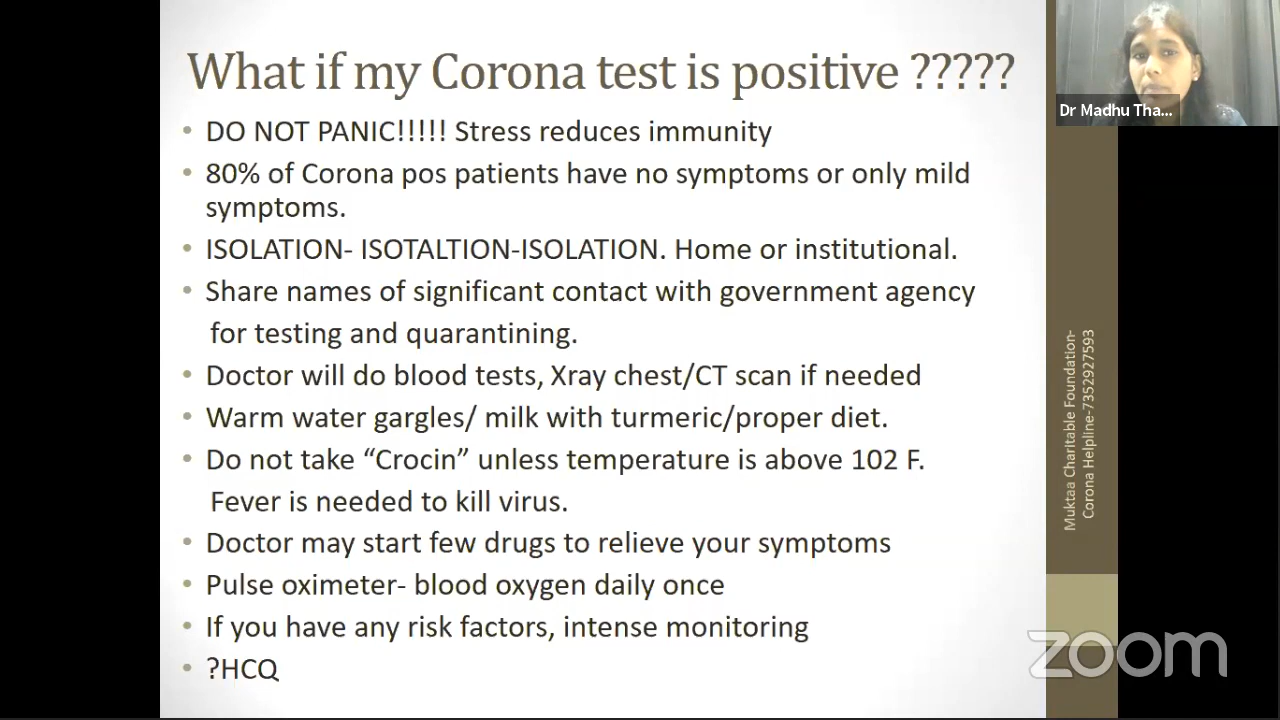 What if my Corona test is positive ?????
DO NOT PANIC!!!!! Stress reduces immunity
80% of Corona pos patients have no symptoms or only mild
symptoms.
ISOLATION- ISOTALTION-ISOLATION. Home or institutional.
Share names of significant contact with government agency
for testing and quarantining.
Doctor will do blood tests, Xray chest/CT scan if needed
Warm water gargles/ milk with turmeric/proper diet.
Do not take “Crocin” unless temperature is above 102 F.
Fever is needed to kill virus.
Doctor may start few drugs to relieve your symptoms
Pulse oximeter- blood oxygen daily once
If you have any risk factors, intense monitoring
?HCQ
Dr Madhu Tha...
Muktaa Charitable Foundation-
Corona Helpline-7352927593
zoom